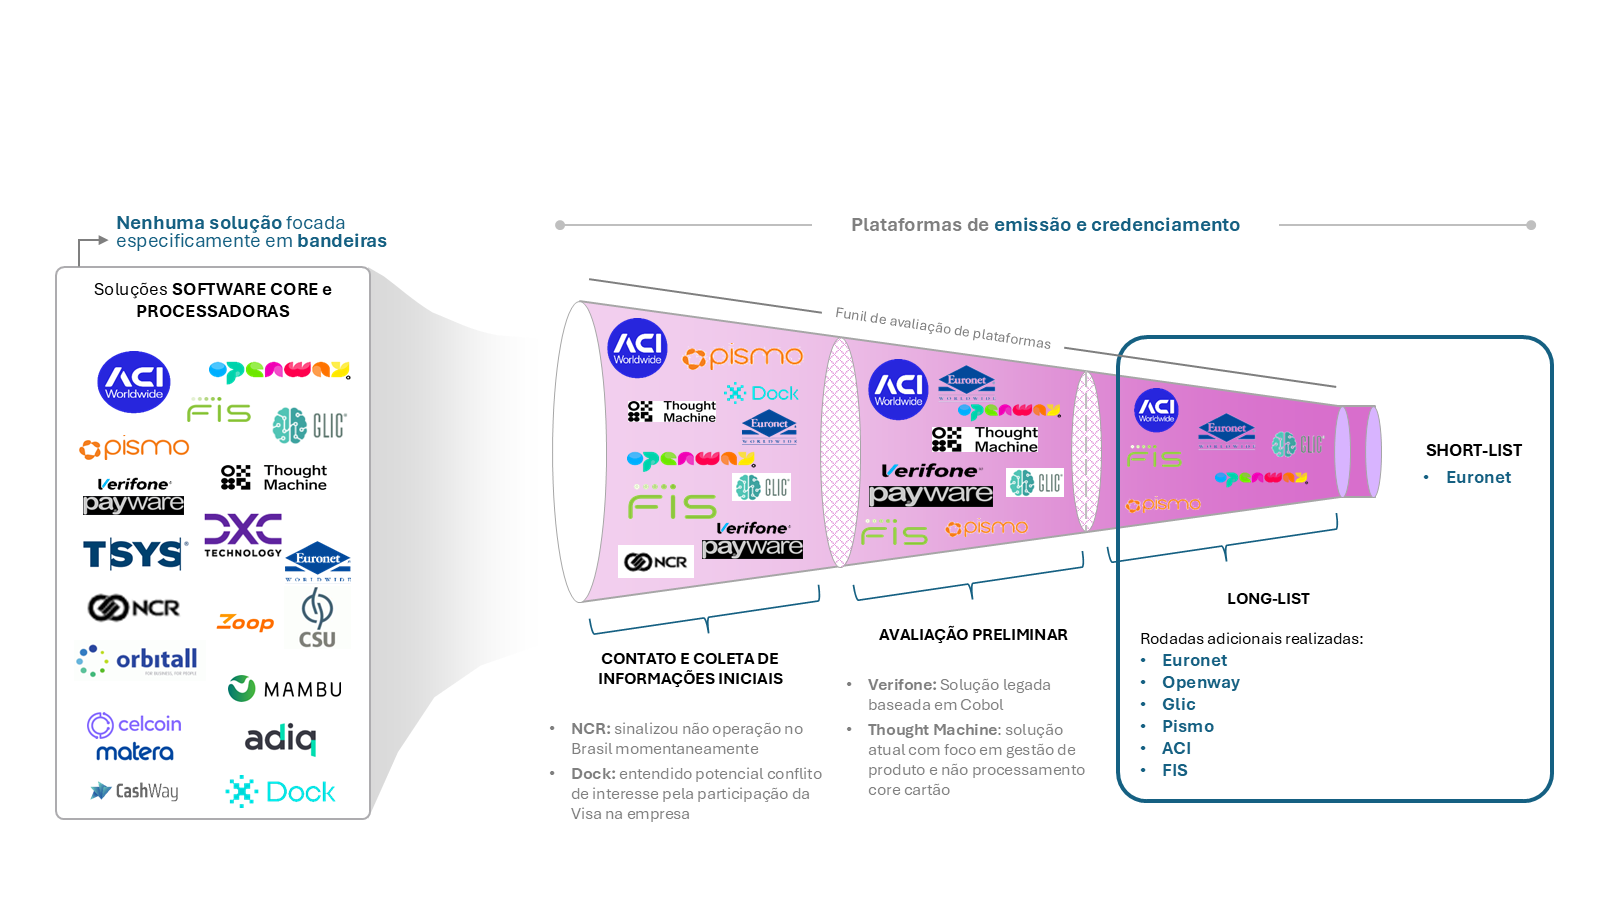 Nenhuma solução focada
especificamente em bandeiras
Soluções SOFTWARE CORE e
PROCESSADORAS
ACI
Worldwide
openway
FIS
GLIC
pismo
Thought
Machine
Verifone
payware
DXC
TECHNOLOGY
TSYS
Euronet
WORLDWIDE
NCR
Zoop
CSU
orbitall
MAMBU
celcoin
matera
adiq
CashWay
Dock
Plataformas de emissão e credenciamento
Funil de avaliação de plataformas
ACI
Worldwide
pismo
Dock
Thought
Machine
Euronet
WORLDWIDE
openway
GLIC
FIS
Verifone
payware
NCR
CONTATO E COLETA DE
INFORMAÇÕES INICIAIS
• NCR: sinalizou não operação no
Brasil momentaneamente
• Dock: entendido potencial conflito
de interesse pela participação da
Visa na empresa
ACI
Worldwide
Euronet
WORLDWIDE
openway
Thought
Machine
Verifone
payware
GLIC
FIS
pismo
AVALIAÇÃO PRELIMINAR
• Verifone: Solução legada
baseada em Cobol
• Thought Machine: solução
atual com foco em gestão de
produto e não processamento
core cartão
ACI
Worldwide
Euronet
WORLDWIDE
GLIC
FIS
openway
pismo
LONG-LIST
Rodadas adicionais realizadas:
• Euronet
• Openway
• Glic
• Pismo
• ACI
• FIS
SHORT-LIST
• Euronet